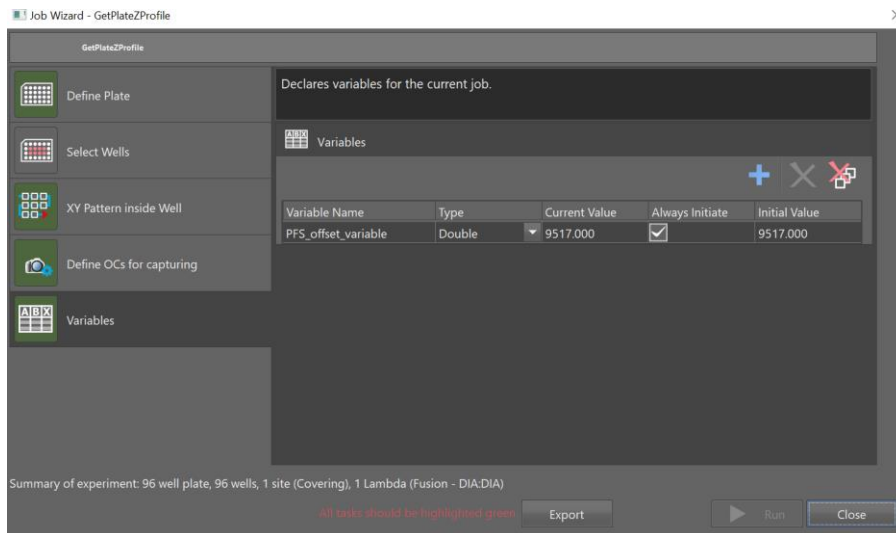 Job Wizard - GetPlateZProfile
GetPlateZProfile
Define Plate
Select Wells
XY Pattern inside Well
Define OCs for capturing
ABX
Variables
Declares variables for the current job.
ABX
Variables
Variable Name Type Current Value Always Initiate Initial Value
PFS_offset_variable Double 9517.000 9517.000
Summary of experiment: 96 well plate, 96 wells, 1 site (Covering), 1 Lambda (Fusion - DIA:DIA)
All tasks should be highlighted green. Export Run Close